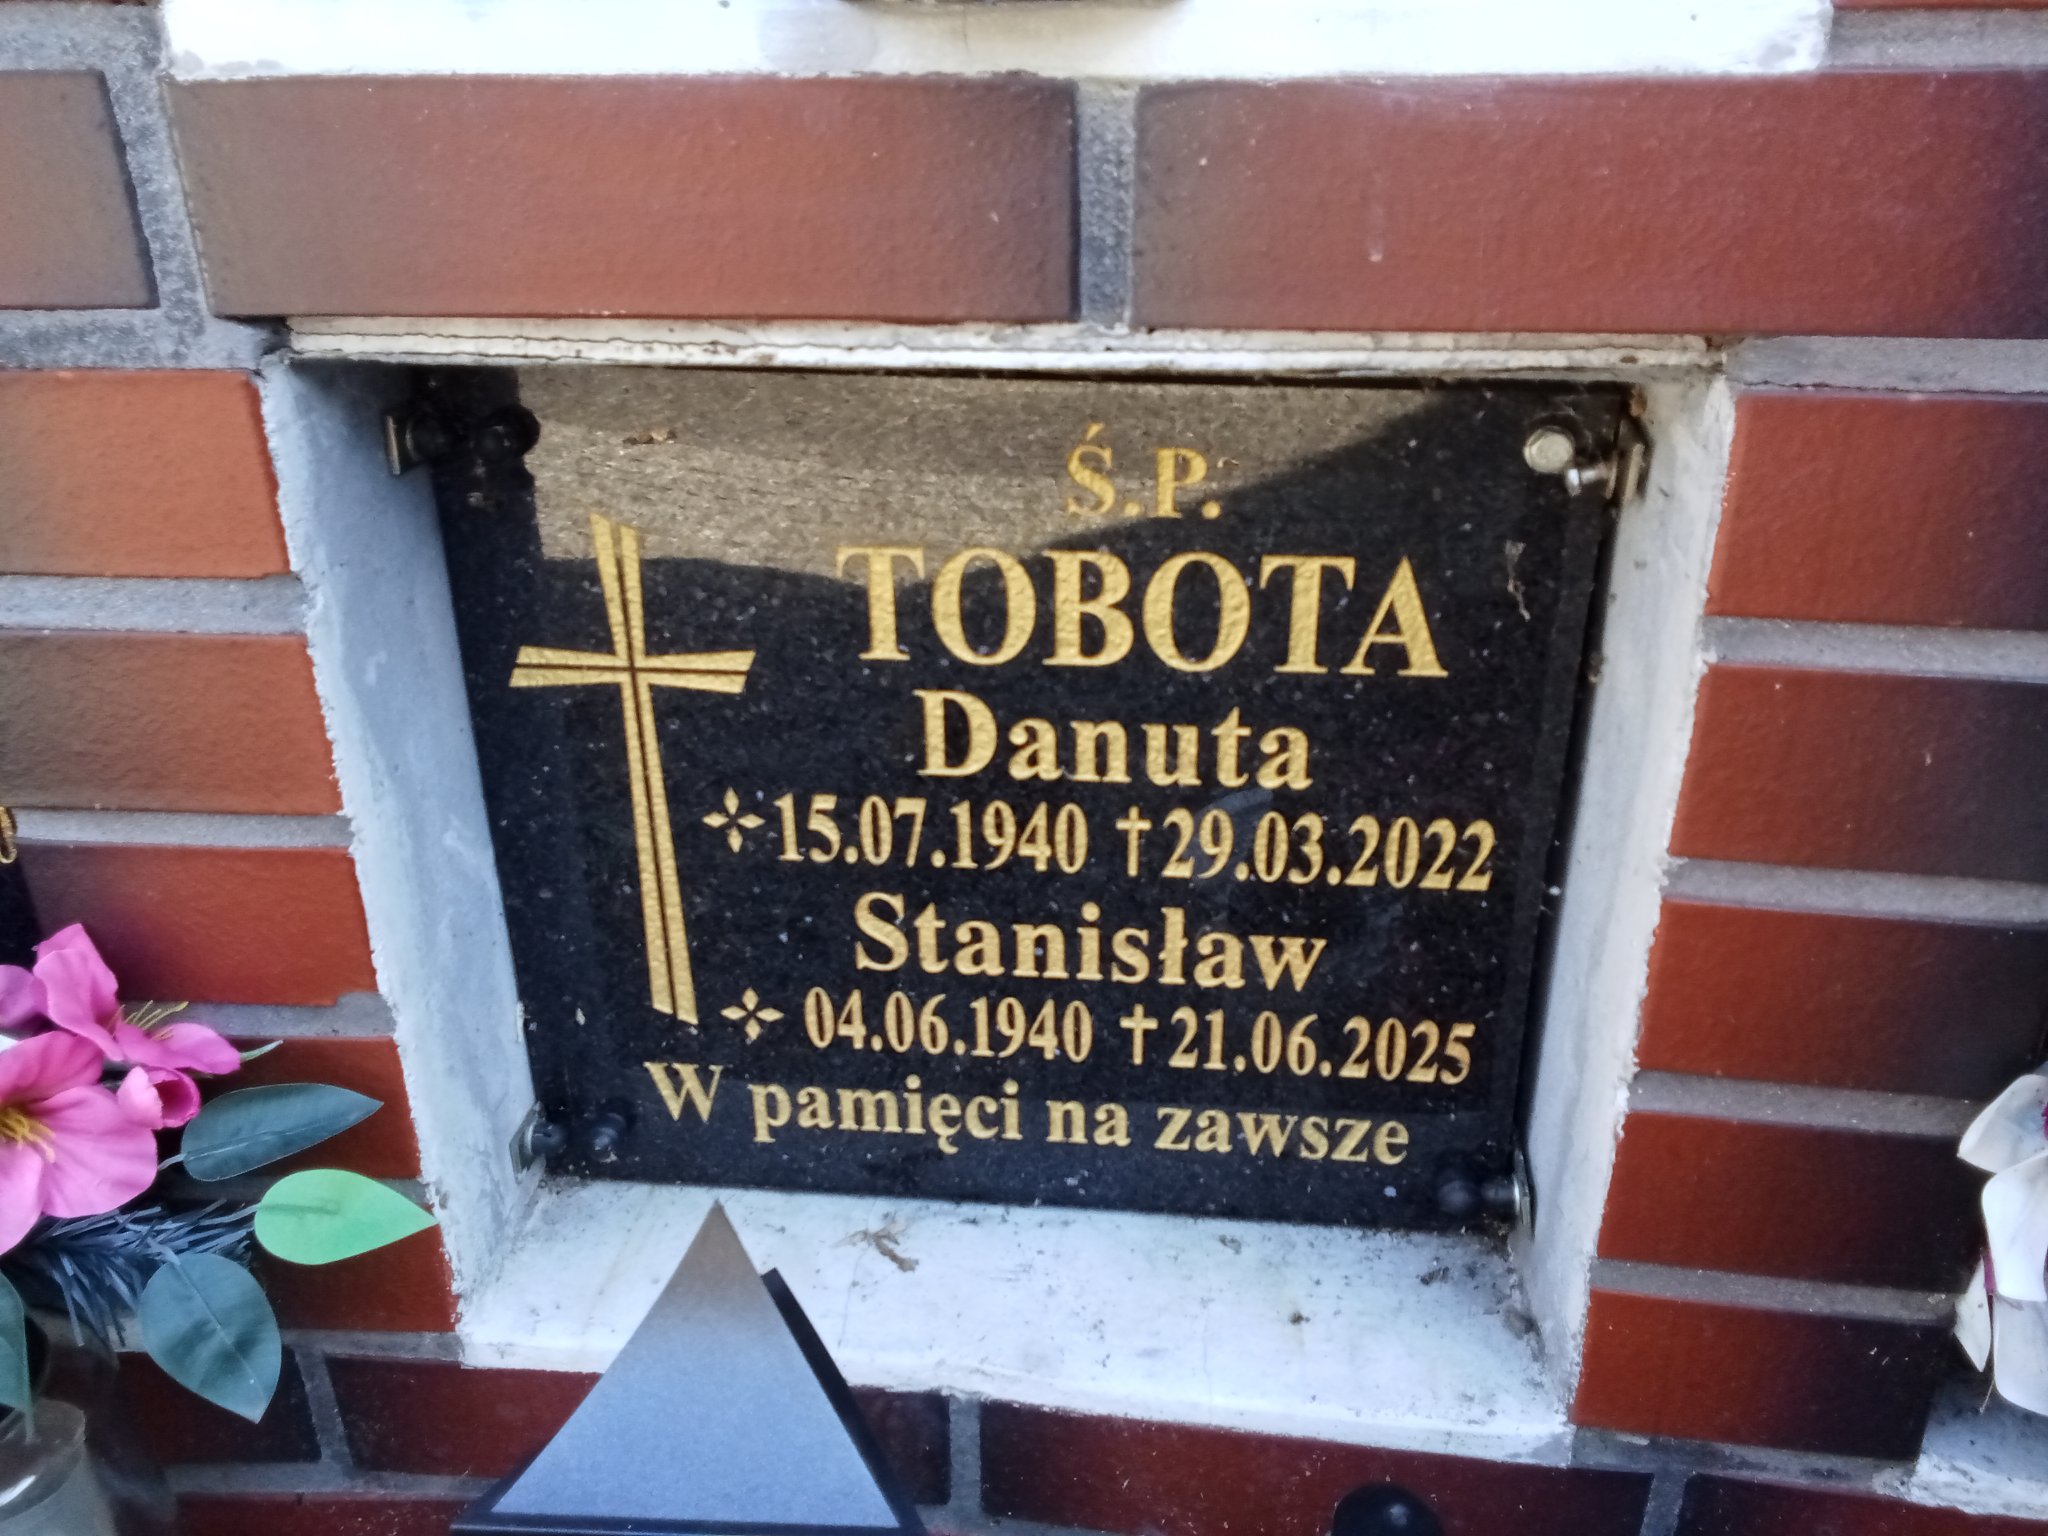 Ś.P.
TOBOTA
Danuta
15.07.1940 †29.03.2022
Stanisław
04.06.1940 †21.06.2025
W pamięci na zawsze